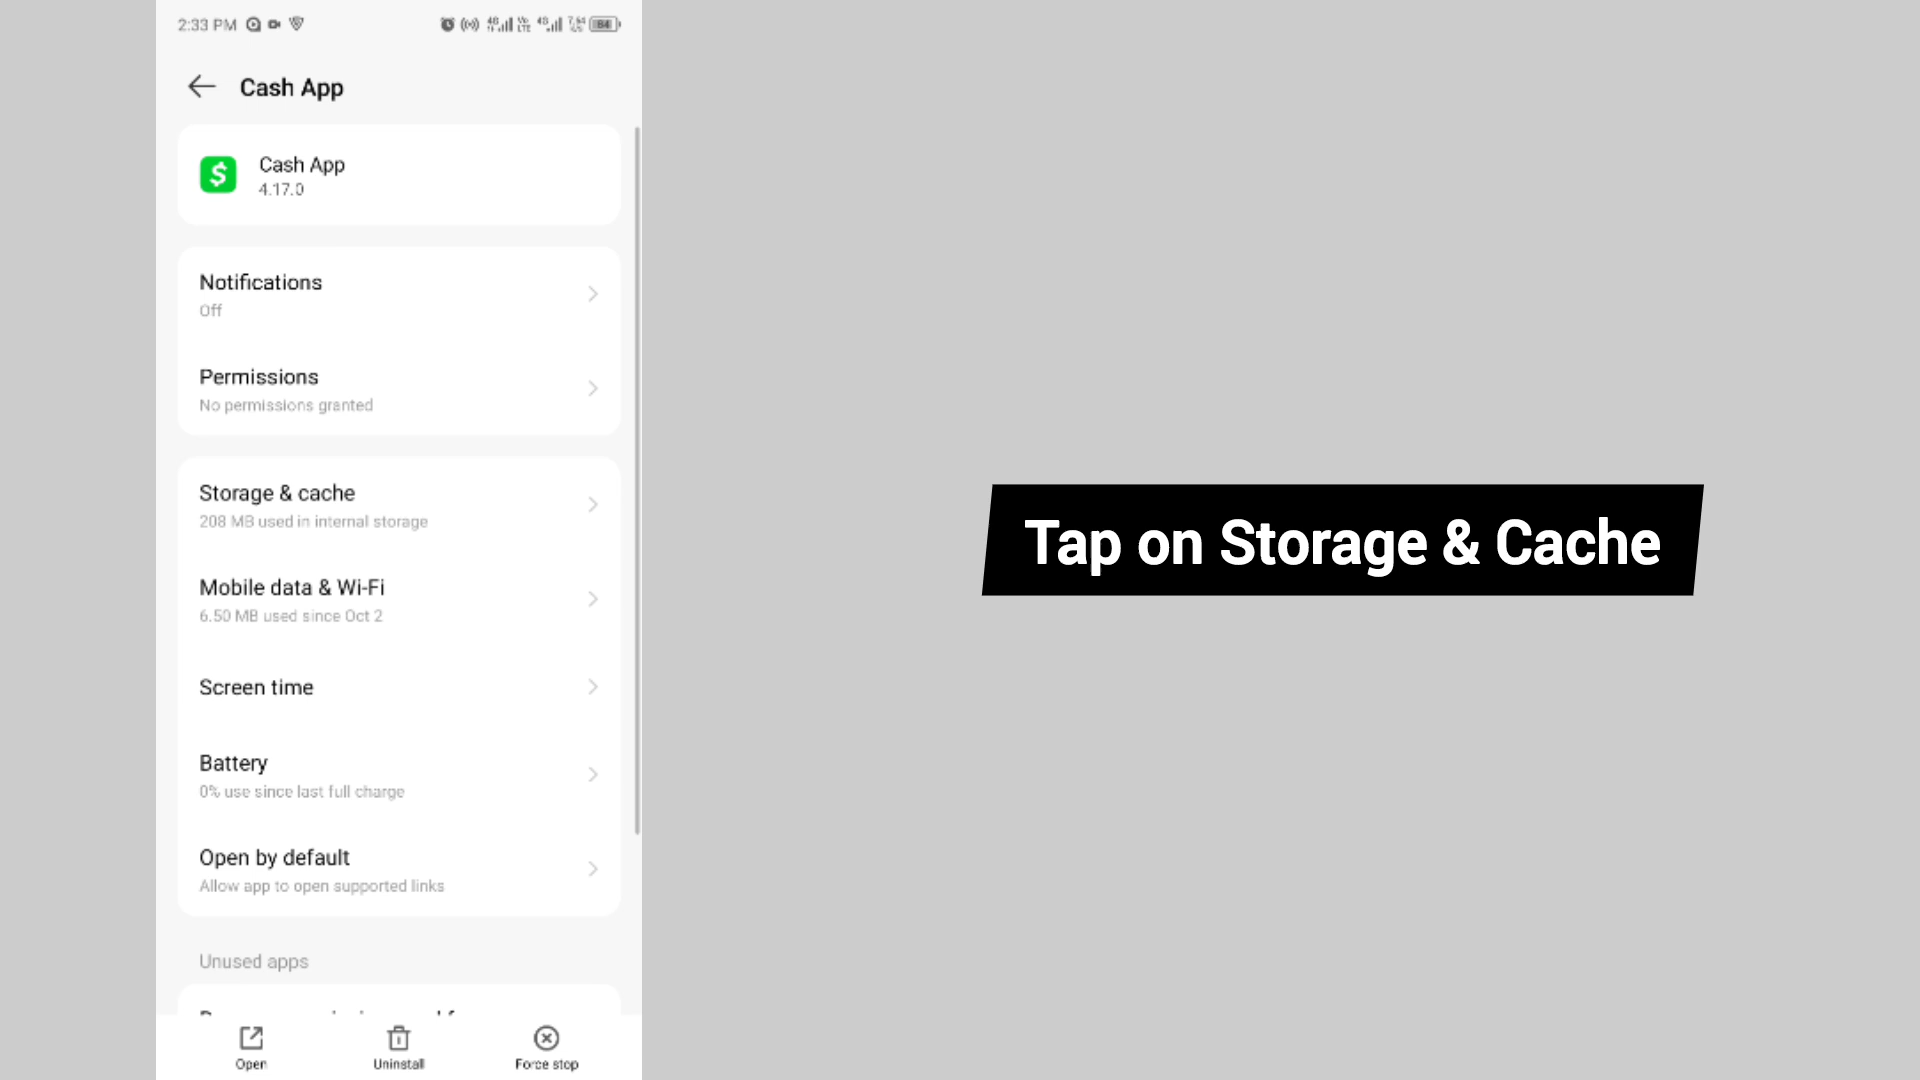 2:33 PM
Cash App
Cash App
4.17.0
Notifications
Off
Permissions
No permissions granted
Storage & cache
208 MB used in internal storage
Mobile data & Wi-Fi
6.50 MB used since Oct 2
Screen time
Battery
0% use since last full charge
Open by default
Allow app to open supported links
Unused apps
Open
Uninstall
Force stop
Tap on Storage & Cache